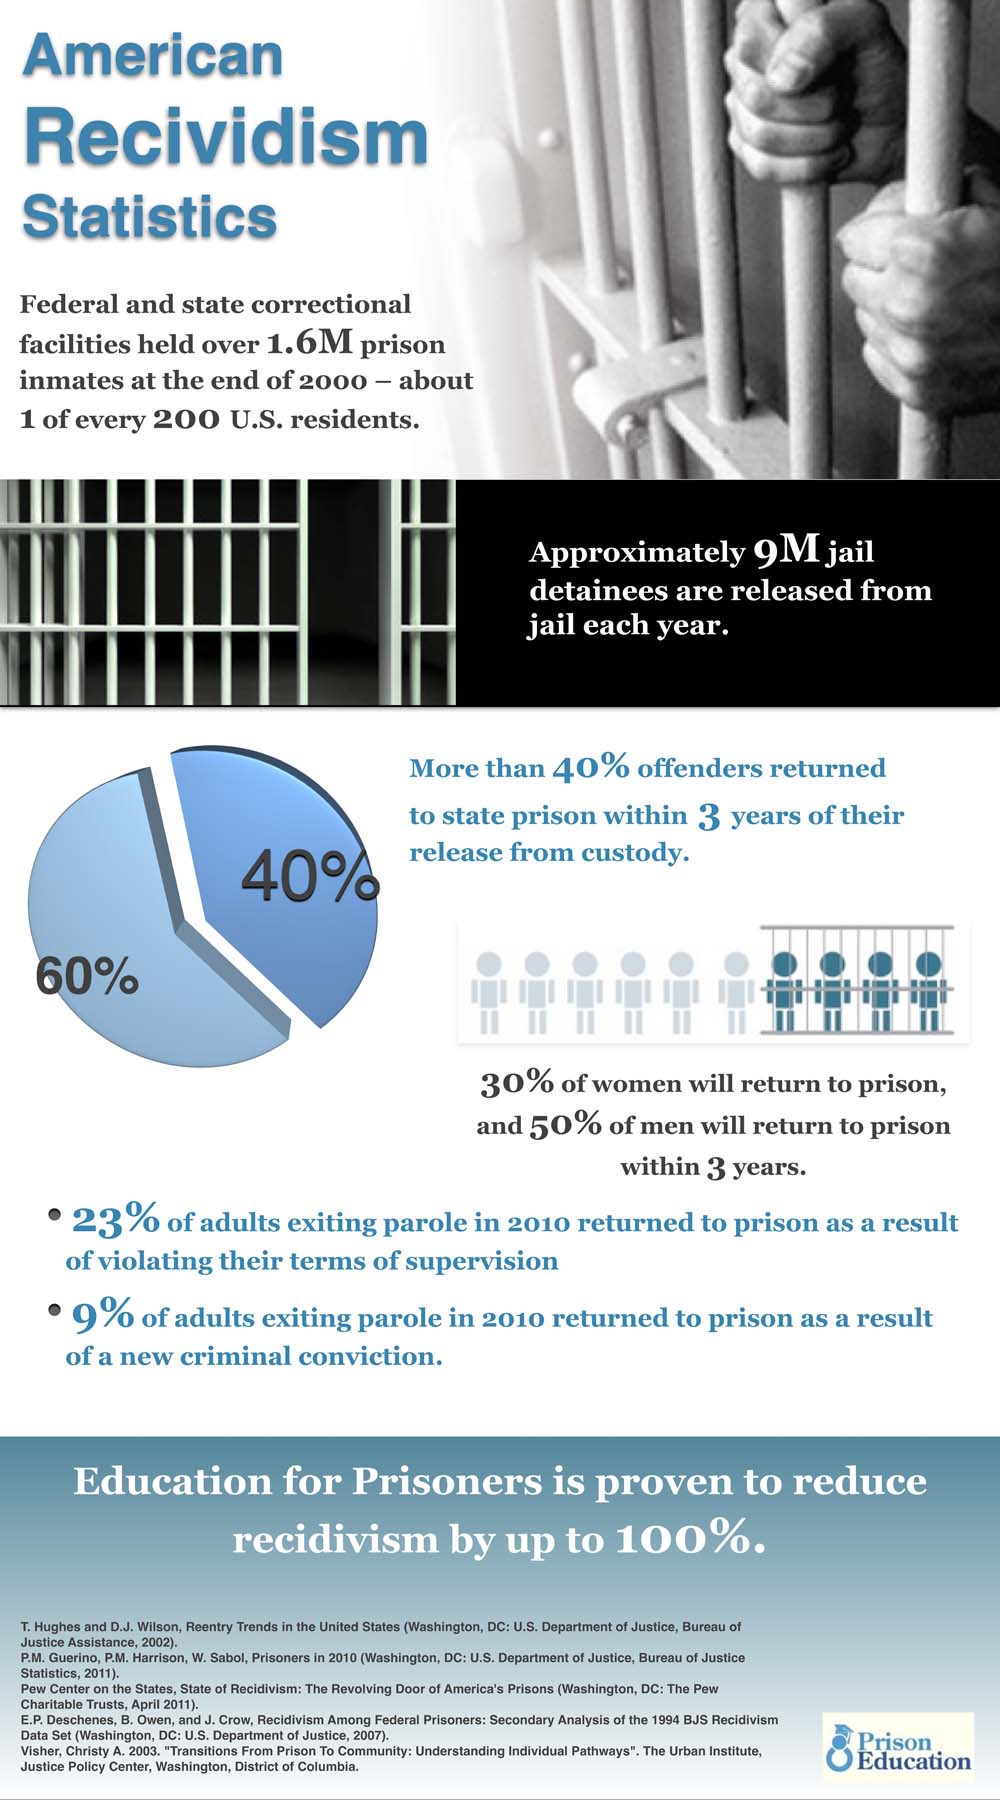 American
Recividism
Statistics
Federal and state correctional
facilities held over 1.6M prison
inmates at the end of 2000 – about
1 of every 200 U.S. residents.
Approximately 9M jail
detainees are released from
jail each year.
More than 40% offenders returned
to state prison within 3 years of their
release from custody.
40%
60%
30% of women will return to prison,
and 50% of men will return to prison
within 3 years.
• 23% of adults exiting parole in 2010 returned to prison as a result
of violating their terms of supervision
• 9% of adults exiting parole in 2010 returned to prison as a result
of a new criminal conviction.
Education for Prisoners is proven to reduce
recidivism by up to 100%.
T. Hughes and D.J. Wilson, Reentry Trends in the United States (Washington, DC: U.S. Department of Justice, Bureau of
Justice Assistance, 2002).
P.M. Guerino, P.M. Harrison, W. Sabol, Prisoners in 2010 (Washington, DC: U.S. Department of Justice, Bureau of Justice
Statistics, 2011).
Pew Center on the States, State of Recidivism: The Revolving Door of America's Prisons (Washington, DC: The Pew
Charitable Trusts, April 2011).
E.P. Deschenes, B. Owen, and J. Crow, Recidivism Among Federal Prisoners: Secondary Analysis of the 1994 BJS Recidivism
Data Set (Washington, DC: U.S. Department of Justice, 2007).
Visher, Christy A. 2003. "Transitions From Prison To Community: Understanding Individual Pathways". The Urban Institute,
Justice Policy Center, Washington, District of Columbia.
Prison
Education